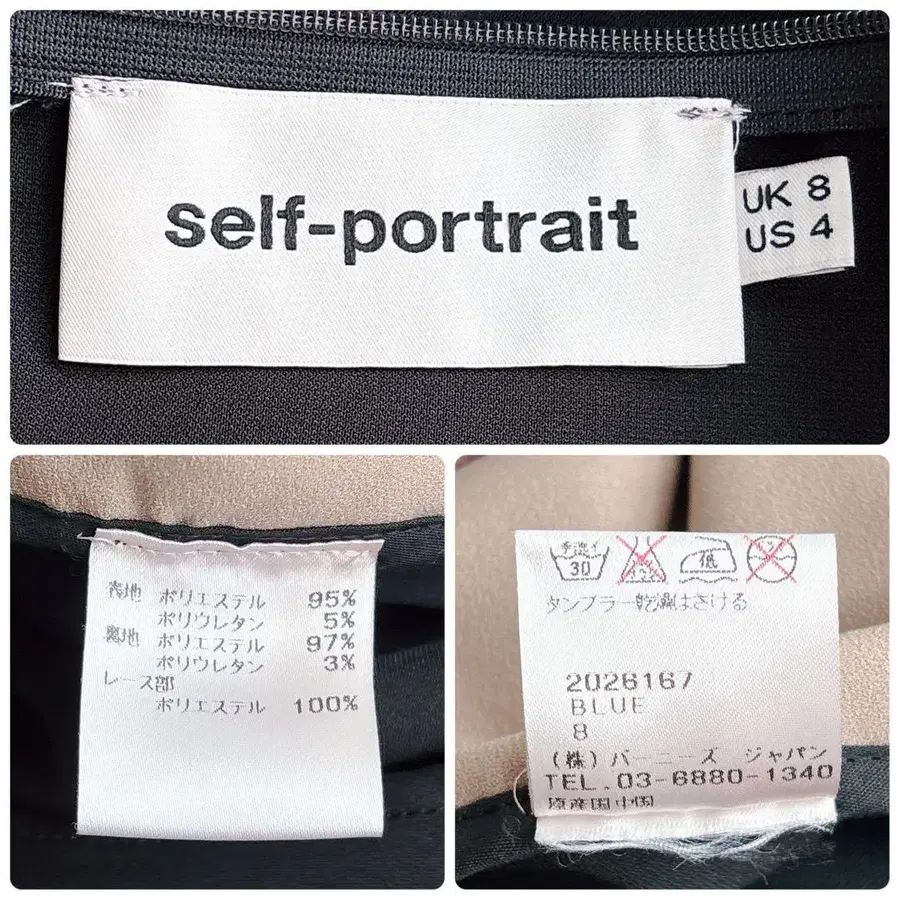 self-portrait
UK 8
US 4
表地 ポリエステル 95%
ポリウレタン 5%
裏地 ポリエステル 97%
ポリウレタン 3%
レース部
ポリエステル 100%
30
低
タンブラー乾燥はさける
2026167
BLUE
8
(株) バーニーズ ジャパン
TEL.03-6880-1340
原産国中国